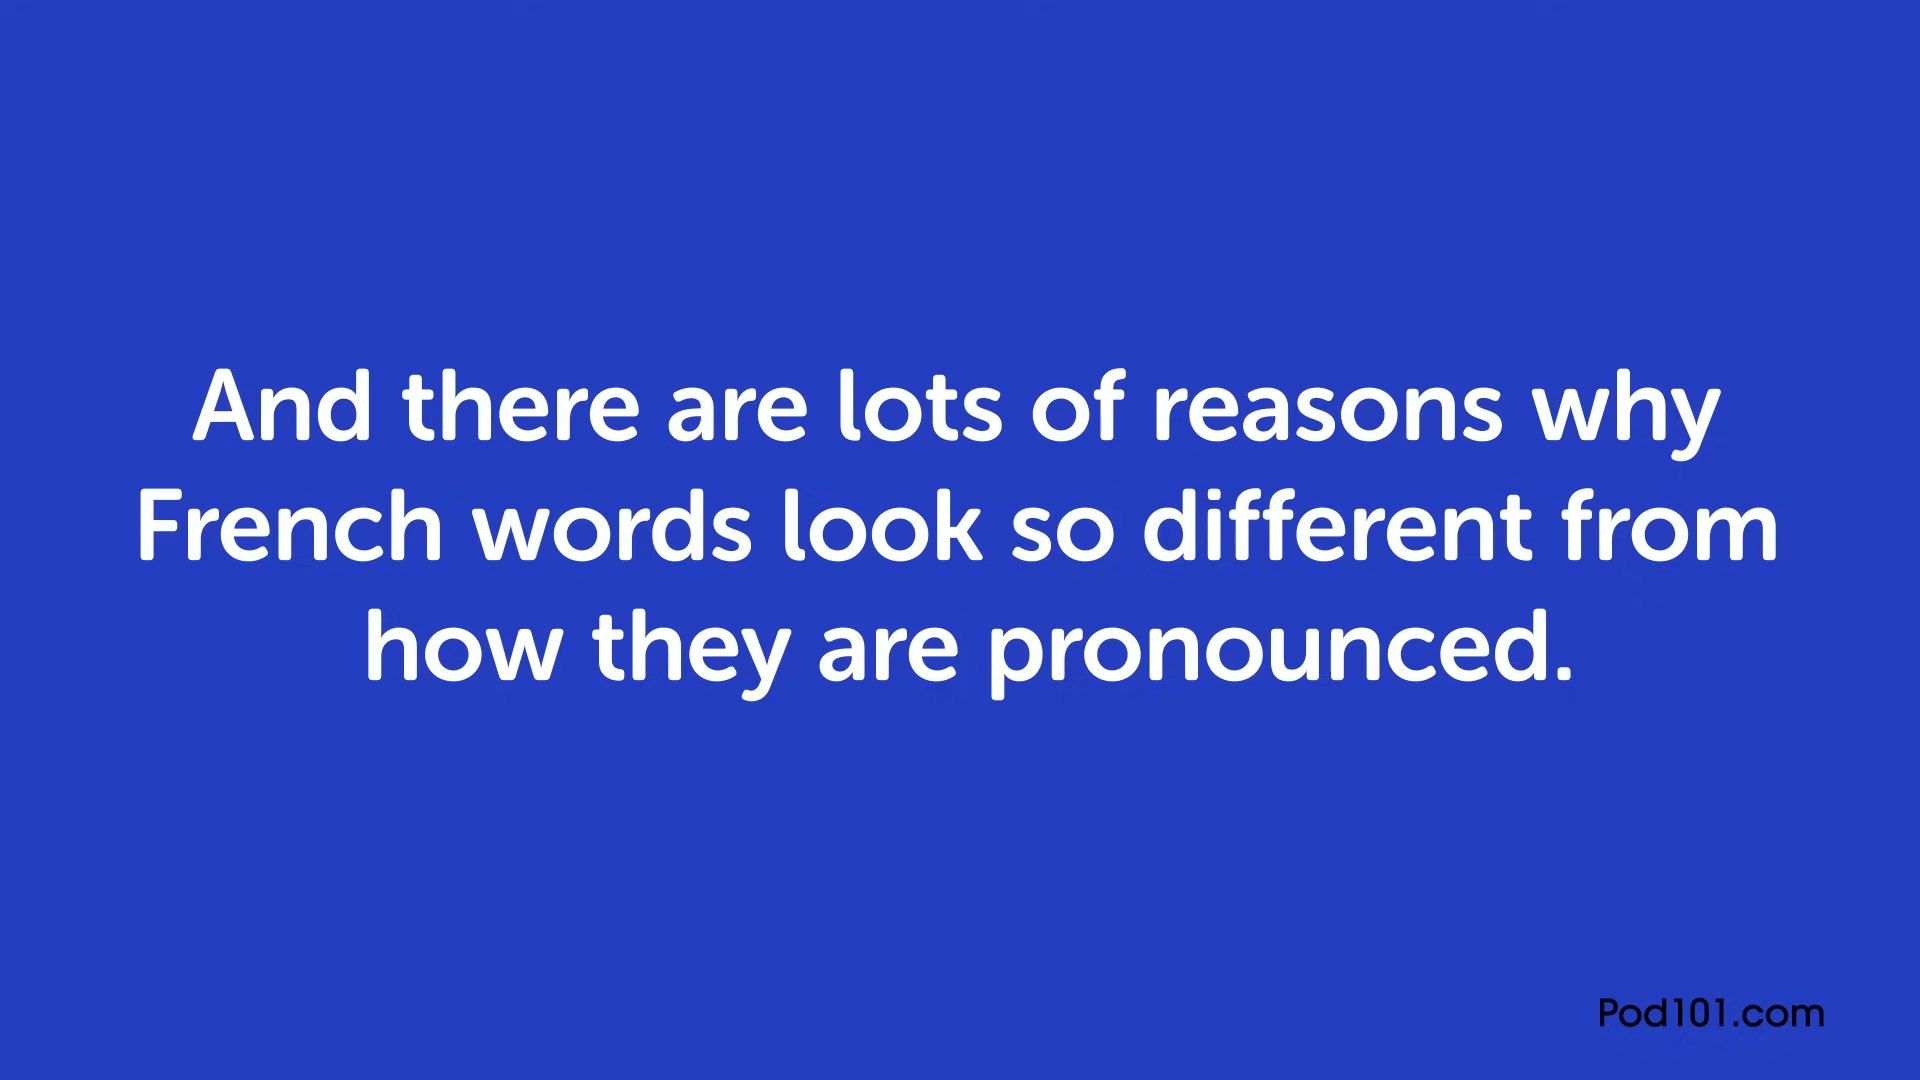 And there are lots of reasons why
French words look so different from
how they are pronounced.
Pod101.com